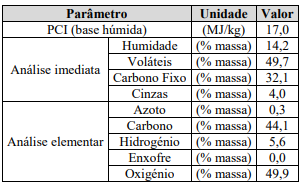 Parâmetro Unidade Valor
PCI (base húmida) (MJ/kg) 17,0
Análise imediata
Humidade (% massa) 14,2
Voláteis (% massa) 49,7
Carbono Fixo (% massa) 32,1
Cinzas (% massa) 4,0
Análise elementar
Azoto (% massa) 0,3
Carbono (% massa) 44,1
Hidrogénio (% massa) 5,6
Enxofre (% massa) 0,0
Oxigénio (% massa) 49,9